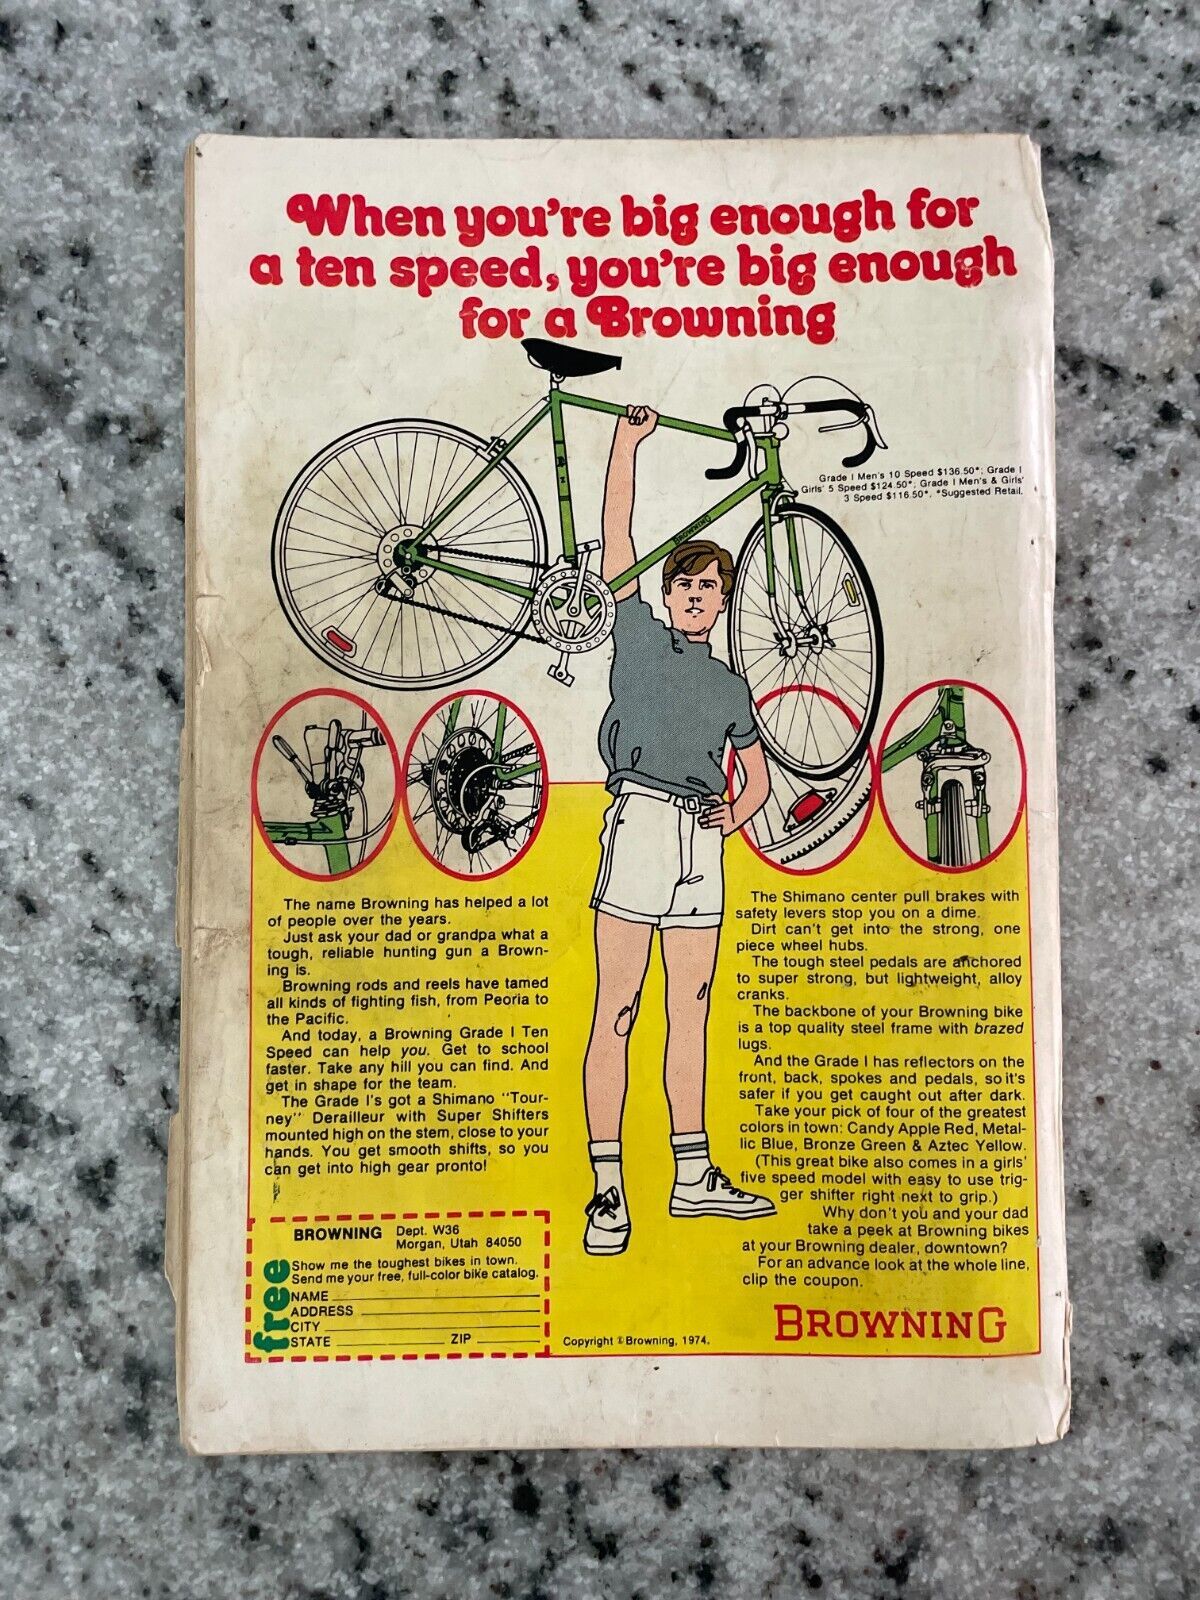 When you're big enough for
a ten speed, you're big enough
for a Browning
Grade I Men's 10 Speed $136.50*; Grade I
Girls' 5 Speed $124.50*; Grade I Men's & Girls'
3 Speed $116.50*. *Suggested Retail.
BROWNING
The name Browning has helped a lot
of people over the years.
Just ask your dad or grandpa what a
tough, reliable hunting gun a Brown-
ing is.
Browning rods and reels have tamed
all kinds of fighting fish, from Peoria to
the Pacific.
And today, a Browning Grade I Ten
Speed can help you. Get to school
faster. Take any hill you can find. And
get in shape for the team.
The Grade I's got a Shimano "Tour-
ney" Derailleur with Super Shifters
mounted high on the stem, close to your
hands. You get smooth shifts, so you
can get into high gear pronto!
The Shimano center pull brakes with
safety levers stop you on a dime.
Dirt can't get into the strong, one
piece wheel hubs.
The tough steel pedals are anchored
to super strong, but lightweight, alloy
cranks.
The backbone of your Browning bike
is a top quality steel frame with brazed
lugs.
And the Grade I has reflectors on the
front, back, spokes and pedals, so it's
safer if you get caught out after dark.
Take your pick of four of the greatest
colors in town: Candy Apple Red, Metal-
lic Blue, Bronze Green & Aztec Yellow.
(This great bike also comes in a girls'
five speed model with easy to use trig-
ger shifter right next to grip.)
Why don't you and your dad
take a peek at Browning bikes
at your Browning dealer, downtown?
For an advance look at the whole line,
clip the coupon.
BROWNING Dept. W36
Morgan, Utah 84050
free
Show me the toughest bikes in town.
Send me your free, full-color bike catalog.
NAME
ADDRESS
CITY
STATE ZIP
Copyright © Browning, 1974.
BROWNING